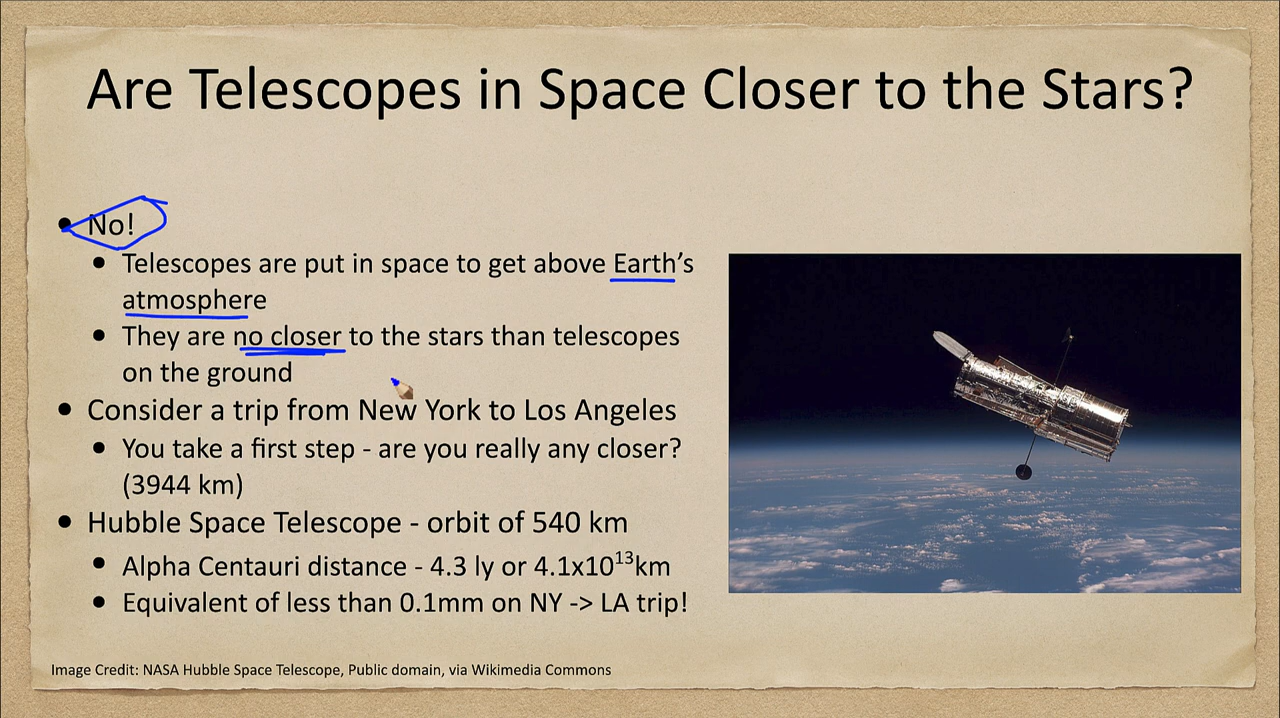 Are Telescopes in Space Closer to the Stars?
• No!
• Telescopes are put in space to get above Earth's
atmosphere
• They are no closer to the stars than telescopes
on the ground
• Consider a trip from New York to Los Angeles
• You take a first step - are you really any closer?
(3944 km)
• Hubble Space Telescope - orbit of 540 km
• Alpha Centauri distance - 4.3 ly or 4.1x10¹³km
• Equivalent of less than 0.1mm on NY -> LA trip!
Image Credit: NASA Hubble Space Telescope, Public domain, via Wikimedia Commons